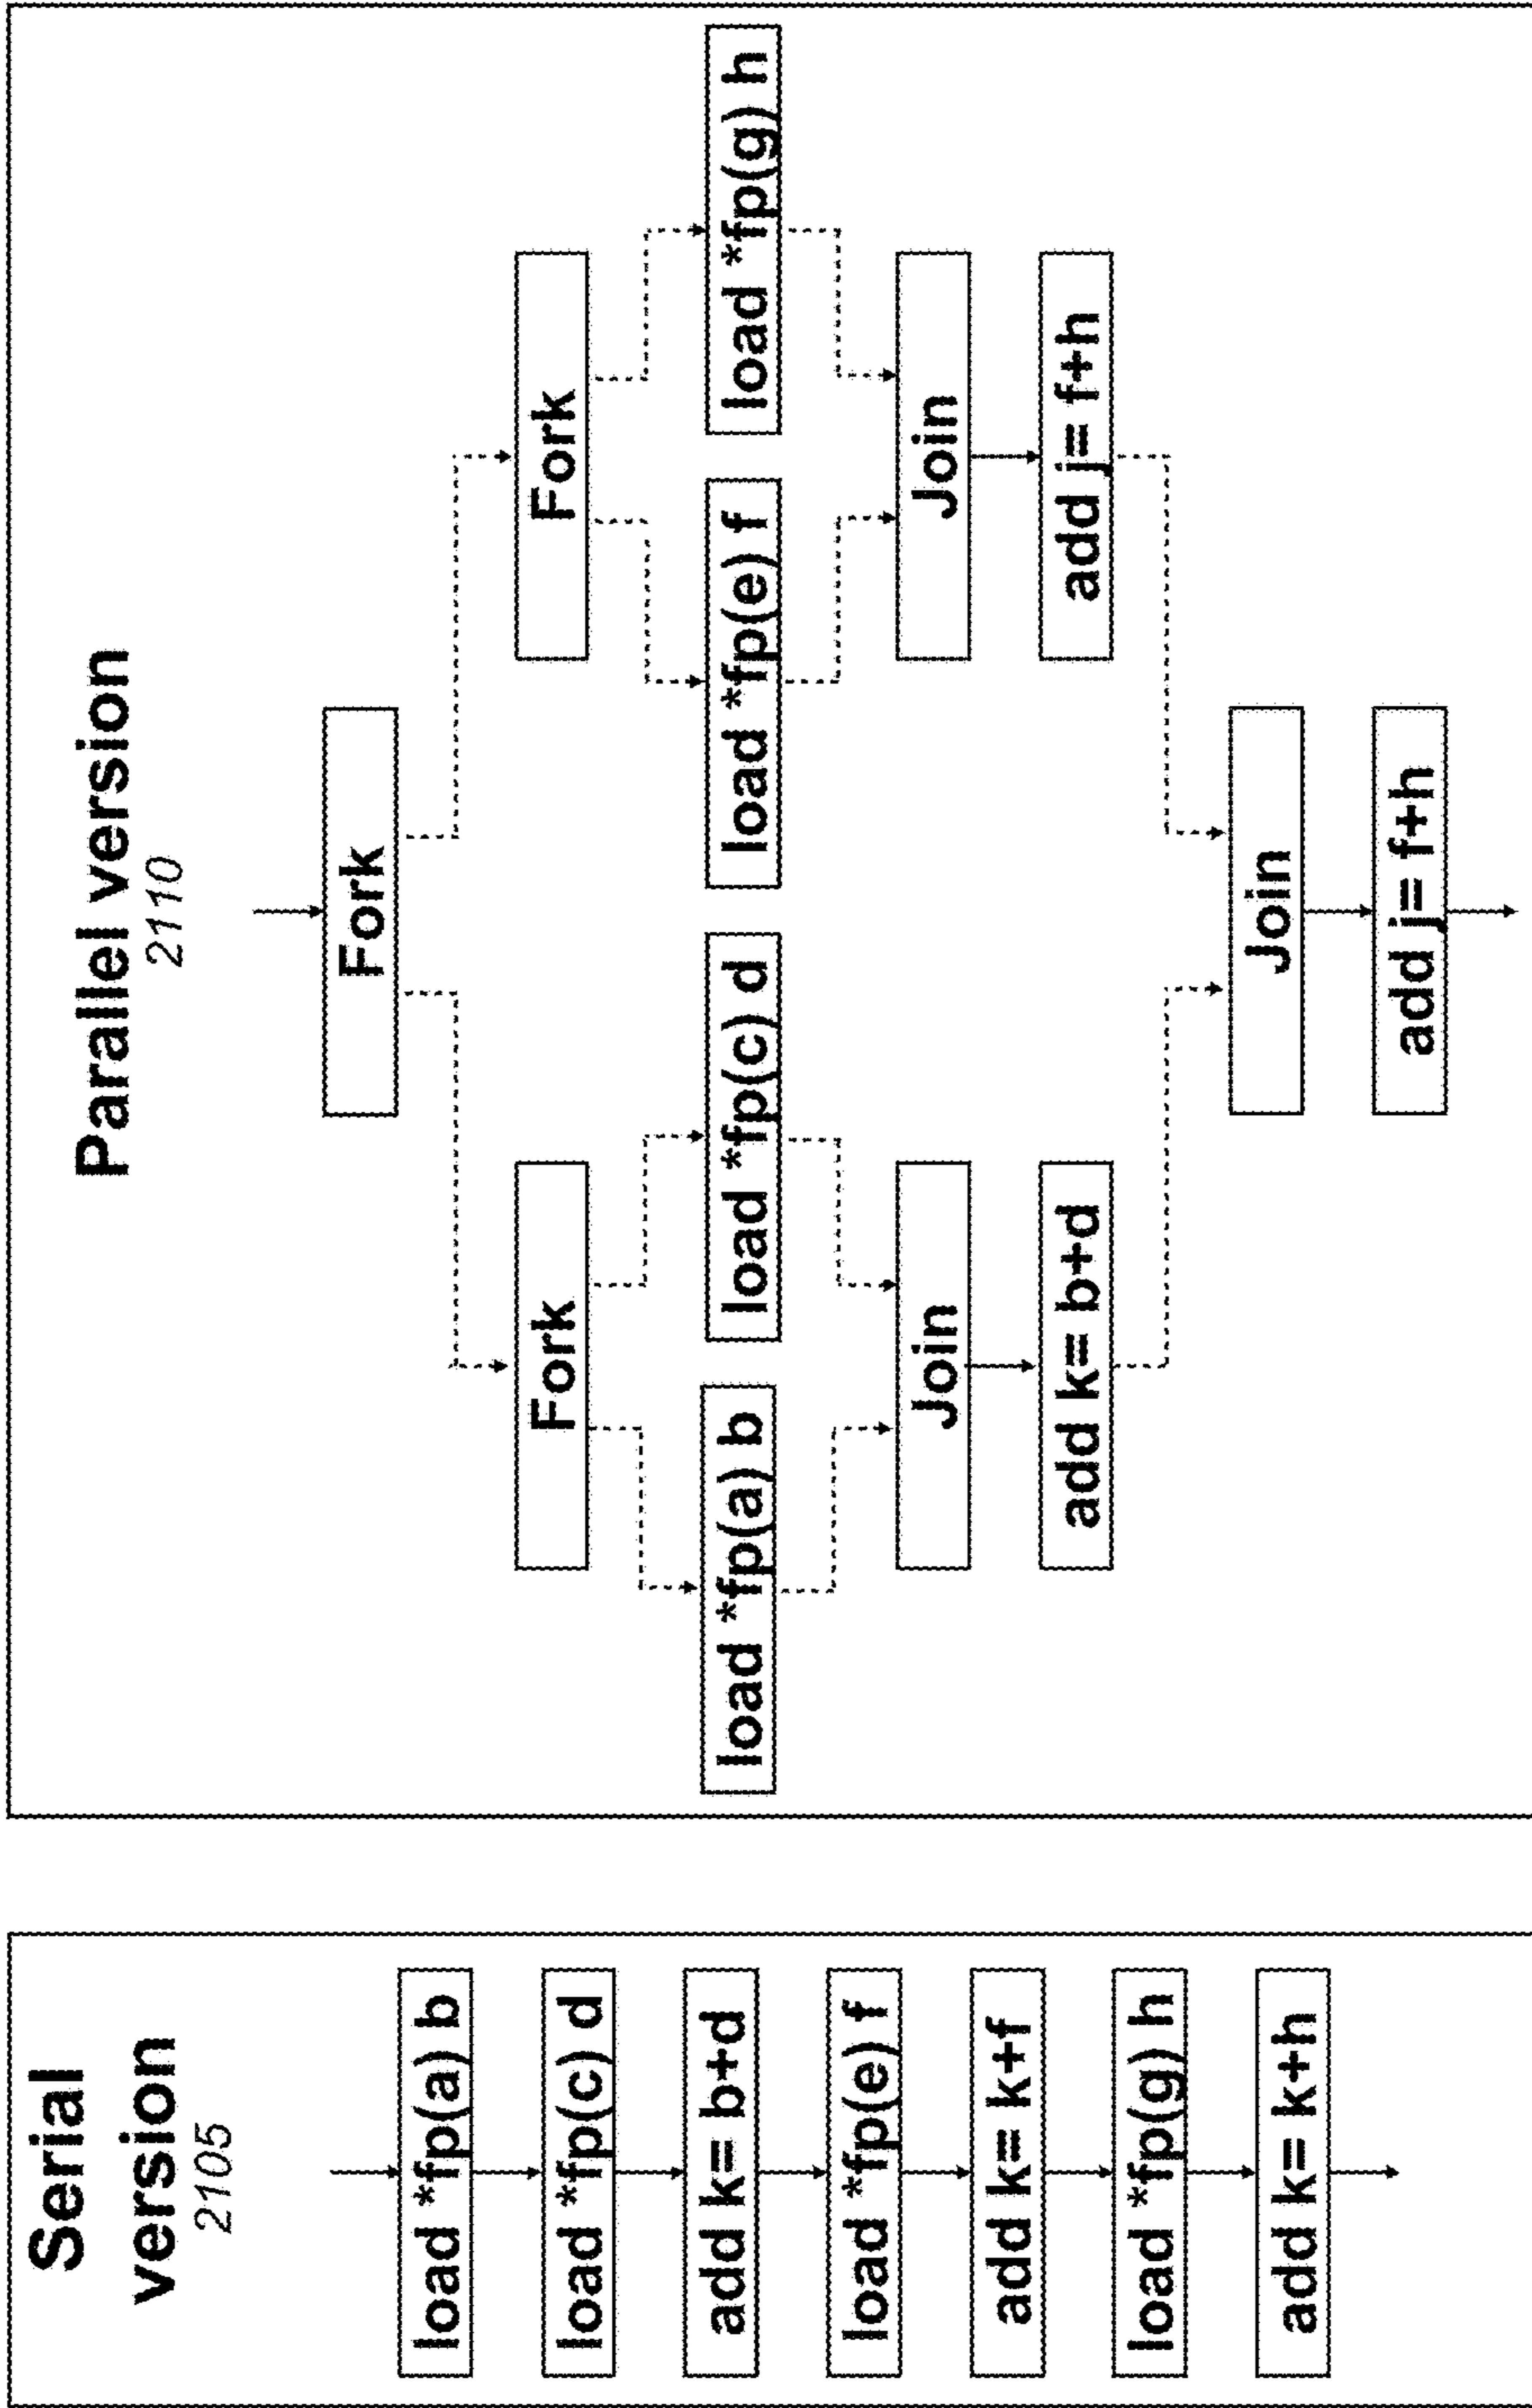 Serial
version
2105
load *fp(a) b
load *fp(c) d
add k= b+d
load *fp(e) f
add k= k+f
load *fp(g) h
add k= k+h
Parallel version
2110
Fork
Fork
Fork
load *fp(a) b
load *fp(c) d
load *fp(e) f
load *fp(g) h
Join
Join
add k= b+d
add j= f+h
Join
add j= f+h